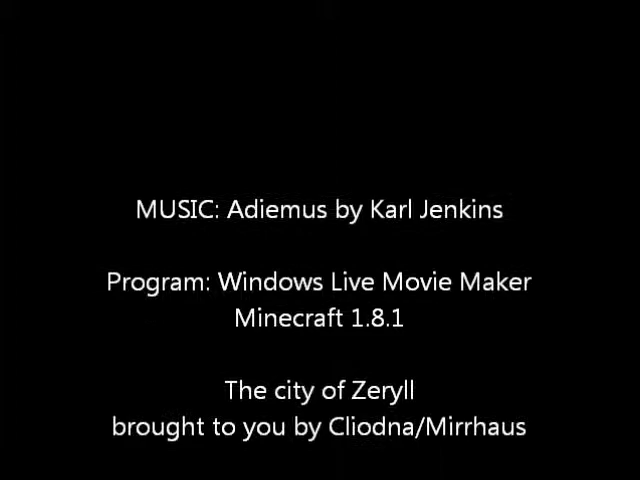 MUSIC: Adiemus by Karl Jenkins
Program: Windows Live Movie Maker
Minecraft 1.8.1
The city of Zeryll
brought to you by Cliodna/Mirrhaus